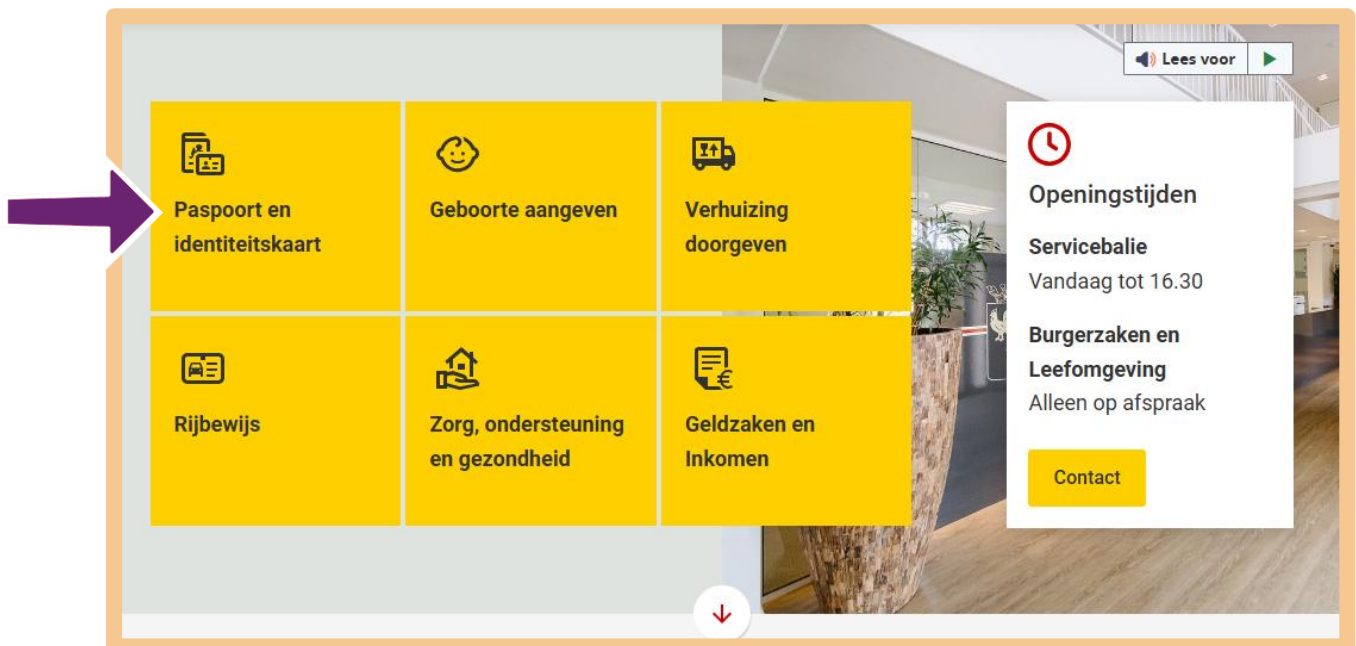 Lees voor
Paspoort en
identiteitskaart
Geboorte aangeven
Verhuizing
doorgeven
Rijbewijs
Zorg, ondersteuning
en gezondheid
Geldzaken en
Inkomen
Openingstijden
Servicebalie
Vandaag tot 16.30
Burgerzaken en
Leefomgeving
Alleen op afspraak
Contact